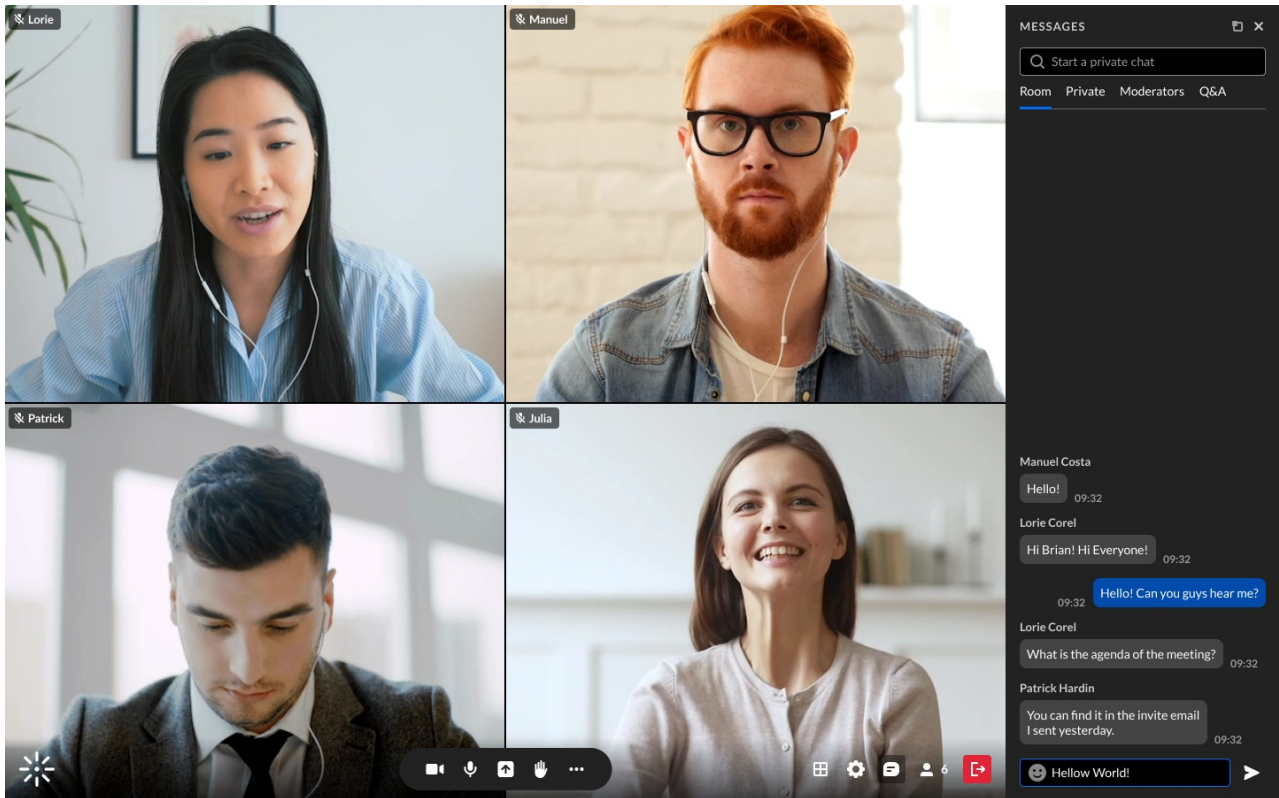 Lorie
Manuel
Patrick
Julia
6
MESSAGES
Start a private chat
Room Private Moderators Q&A
Manuel Costa
Hello! 09:32
Lorie Corel
Hi Brian! Hi Everyone! 09:32
09:32 Hello! Can you guys hear me?
Lorie Corel
What is the agenda of the meeting? 09:32
Patrick Hardin
You can find it in the invite email
I sent yesterday. 09:32
Hellow World!